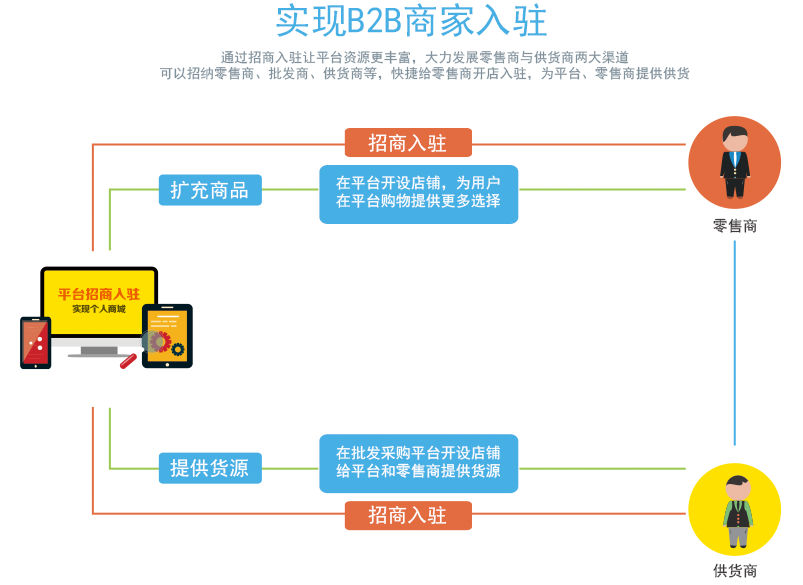 实现B2B商家入驻
通过招商入驻让平台资源更丰富，大力发展零售商与供货商两大渠道
可以招纳零售商、批发商、供货商等，快捷给零售商开店入驻，为平台、零售商提供供货
招商入驻
扩充商品
在平台开设店铺，为用户
在平台购物提供更多选择
零售商
平台招商入驻
实现个人商城
提供货源
在批发采购平台开设店铺
给平台和零售商提供货源
招商入驻
供货商